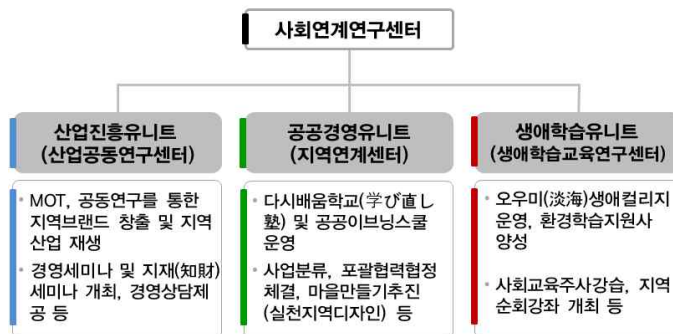 사회연계연구센터
산업진흥유니트
(산업공동연구센터)
• MOT, 공동연구를 통한
지역브랜드 창출 및 지역
산업 재생
• 경영세미나 및 지재(知財)
세미나 개최, 경영상담제
공 등
공공경영유니트
(지역연계센터)
• 다시배움학교(学び直し
塾) 및 공공이브닝스쿨
운영
• 사업분류, 포괄협력협정
체결, 마을만들기추진
(실천지역디자인) 등
생애학습유니트
(생애학습교육연구센터)
• 오우미(淡海)생애컬리지
운영, 환경학습지원사
양성
• 사회교육주사강습, 지역
순회강좌 개최 등